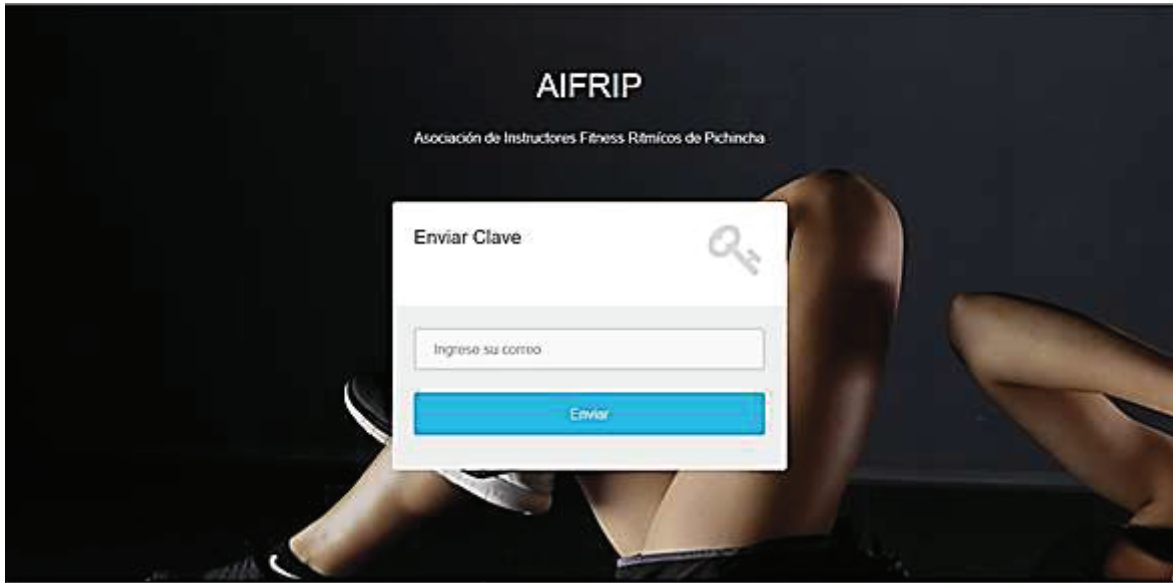 AIFRIP
Asociación de Instructores Fitness Ritmícos de Pichincha
Enviar Clave
Ingrese su correo
Enviar